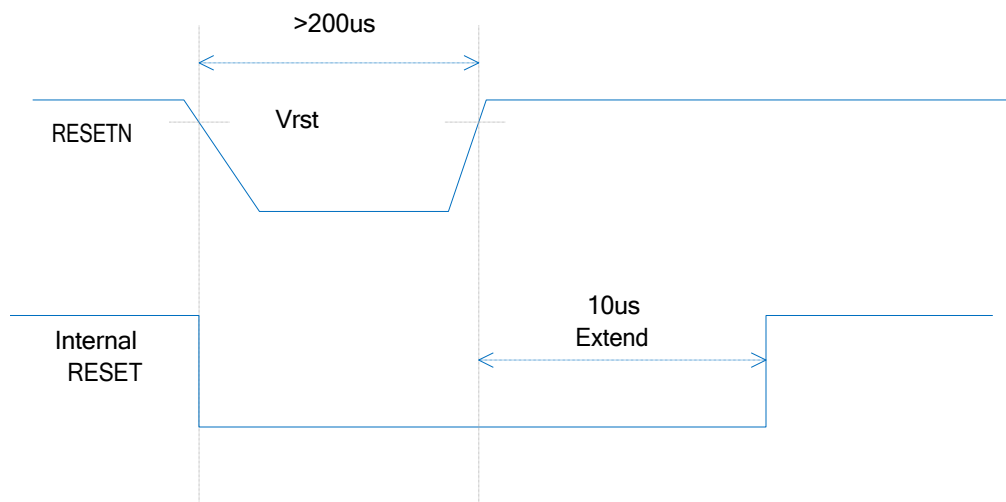 >200us
Vrst
RESETN
10us
Extend
Internal
RESET